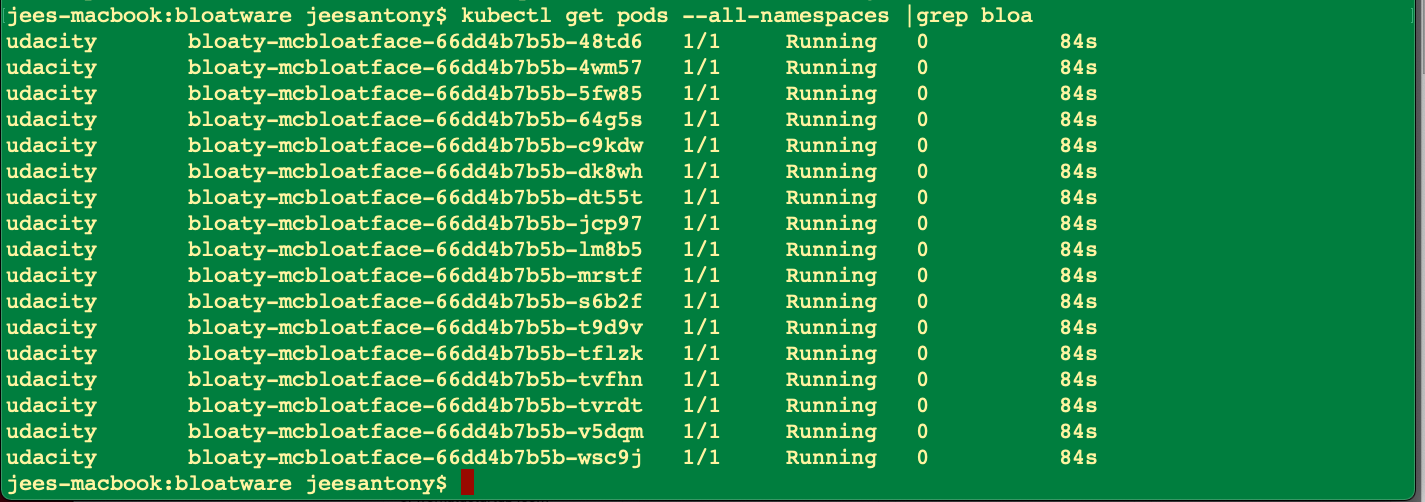 jees-macbook:bloatware jeesantony$ kubectl get pods --all-namespaces |grep bloa
udacity bloaty-mcbloatface-66dd4b7b5b-48td6 1/1 Running 0 84s
udacity bloaty-mcbloatface-66dd4b7b5b-4wm57 1/1 Running 0 84s
udacity bloaty-mcbloatface-66dd4b7b5b-5fw85 1/1 Running 0 84s
udacity bloaty-mcbloatface-66dd4b7b5b-64g5s 1/1 Running 0 84s
udacity bloaty-mcbloatface-66dd4b7b5b-c9kdw 1/1 Running 0 84s
udacity bloaty-mcbloatface-66dd4b7b5b-dk8wh 1/1 Running 0 84s
udacity bloaty-mcbloatface-66dd4b7b5b-dt55t 1/1 Running 0 84s
udacity bloaty-mcbloatface-66dd4b7b5b-jcp97 1/1 Running 0 84s
udacity bloaty-mcbloatface-66dd4b7b5b-lm8b5 1/1 Running 0 84s
udacity bloaty-mcbloatface-66dd4b7b5b-mrstf 1/1 Running 0 84s
udacity bloaty-mcbloatface-66dd4b7b5b-s6b2f 1/1 Running 0 84s
udacity bloaty-mcbloatface-66dd4b7b5b-t9d9v 1/1 Running 0 84s
udacity bloaty-mcbloatface-66dd4b7b5b-tflzk 1/1 Running 0 84s
udacity bloaty-mcbloatface-66dd4b7b5b-tvfhn 1/1 Running 0 84s
udacity bloaty-mcbloatface-66dd4b7b5b-tvrdt 1/1 Running 0 84s
udacity bloaty-mcbloatface-66dd4b7b5b-v5dqm 1/1 Running 0 84s
udacity bloaty-mcbloatface-66dd4b7b5b-wsc9j 1/1 Running 0 84s
jees-macbook:bloatware jeesantony$